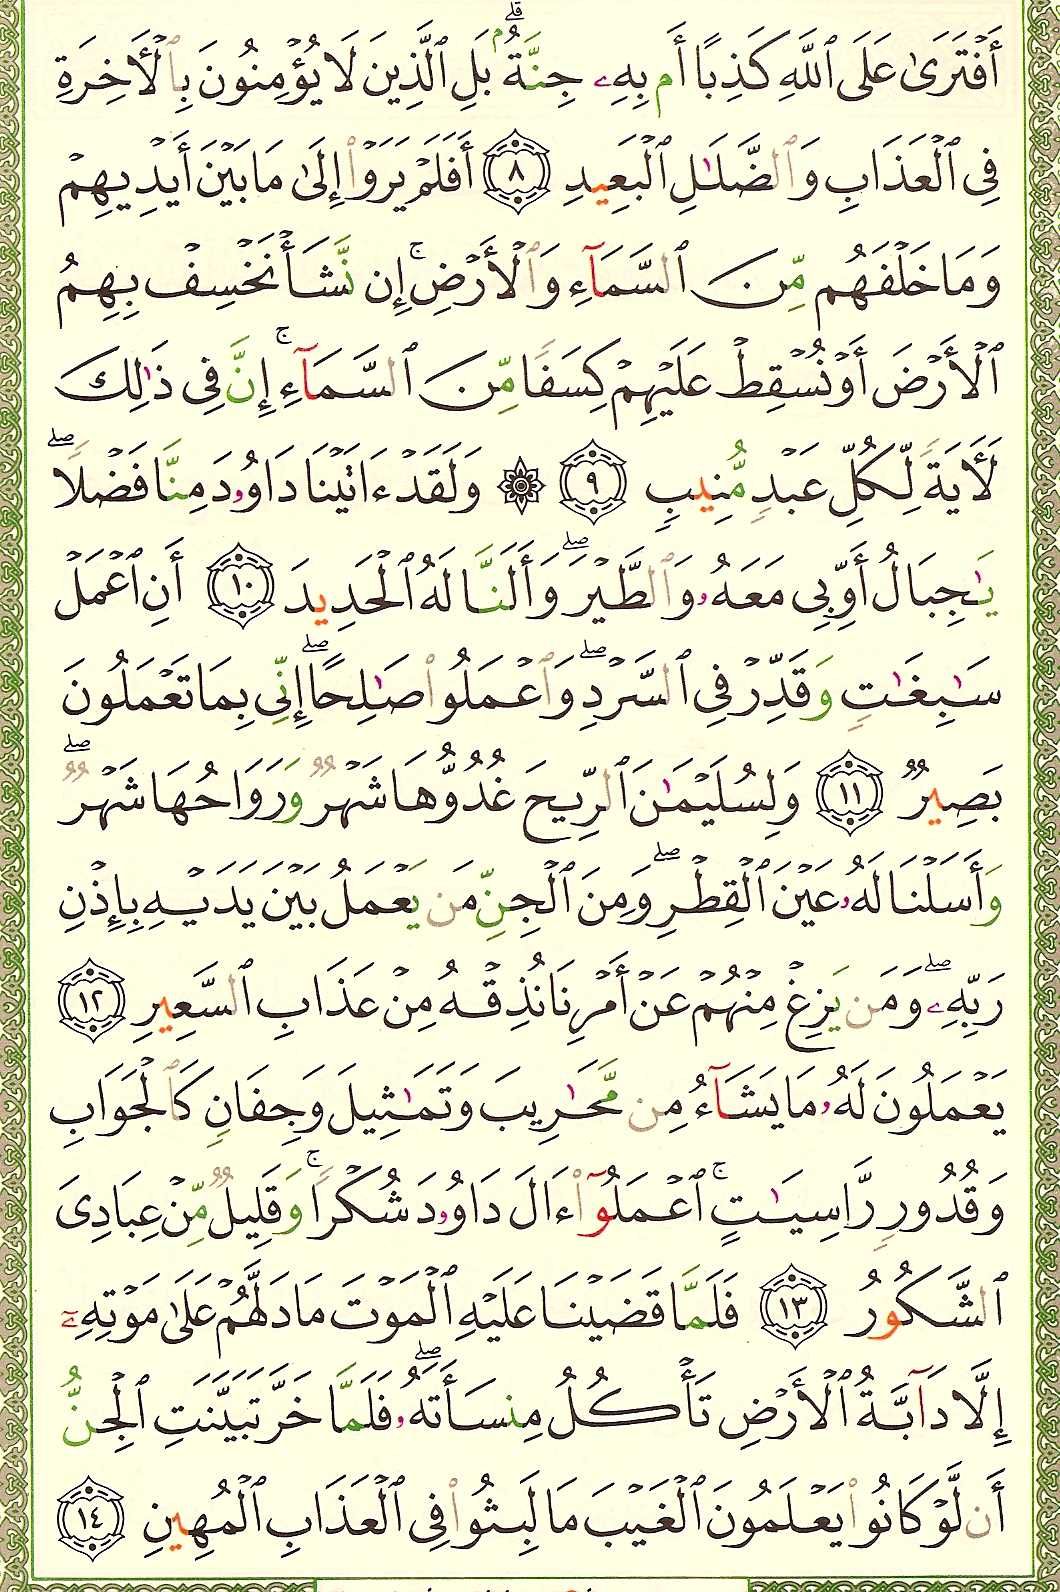 أَفْتَرَىٰ عَلَى ٱللَّهِ كَذِبًا أَم بِهِۦ جِنَّةُۢ ۗ بَلِ ٱلَّذِينَ لَا يُؤْمِنُونَ بِٱلْأَخِرَةِ
فِى ٱلْعَذَابِ وَٱلضَّلَٰلِ ٱلْبَعِيدِ ٨ أَفَلَمْ يَرَوْا۟ إِلَىٰ مَا بَيْنَ أَيْدِيهِمْ
وَمَا خَلْفَهُم مِّنَ ٱلسَّمَآءِ وَٱلْأَرْضِ ۚ إِن نَّشَأْ نَخْسِفْ بِهِمُ
ٱلْأَرْضَ أَوْ نُسْقِطْ عَلَيْهِمْ كِسَفًا مِّنَ ٱلسَّمَآءِ ۚ إِنَّ فِى ذَٰلِكَ
لَأَيَةً لِّكُلِّ عَبْدٍ مُّنِيبٍ ٩ ۞ وَلَقَدْ ءَاتَيْنَا دَاوُۥدَ مِنَّا فَضْلًا ۖ
يَٰجِبَالُ أَوِّبِى مَعَهُۥ وَٱلطَّيْرَ ۖ وَأَلَنَّا لَهُ ٱلْحَدِيدَ ١٠ أَنِ ٱعْمَلْ
سَٰبِغَٰتٍ وَقَدِّرْ فِى ٱلسَّرْدِ ۖ وَٱعْمَلُوا۟ صَٰلِحًا ۖ إِنِّى بِمَا تَعْمَلُونَ
بَصِيرٌ ١١ وَلِسُلَيْمَٰنَ ٱلرِّيحَ غُدُوُّهَا شَهْرٌ وَرَوَاحُهَا شَهْرٌ ۖ
وَأَسَلْنَا لَهُۥ عَيْنَ ٱلْقِطْرِ ۖ وَمِنَ ٱلْجِنِّ مَن يَعْمَلُ بَيْنَ يَدَيْهِ بِإِذْنِ
رَبِّهِۦ ۖ وَمَن يَزِغْ مِنْهُمْ عَنْ أَمْرِنَا نُذِقْهُ مِنْ عَذَابِ ٱلسَّعِيرِ ١٢
يَعْمَلُونَ لَهُۥ مَا يَشَآءُ مِن مَّحَٰرِيبَ وَتَمَٰثِيلَ وَجِفَانٍ كَٱلْجَوَابِ
وَقُدُورٍ رَّاسِيَٰتٍ ۚ ٱعْمَلُوٓا۟ ءَالَ دَاوُۥدَ شُكْرًا ۚ وَقَلِيلٌ مِّنْ عِبَادِىَ
ٱلشَّكُورُ ١٣ فَلَمَّا قَضَيْنَا عَلَيْهِ ٱلْمَوْتَ مَا دَلَّهُمْ عَلَىٰ مَوْتِهِۦٓ
إِلَّا دَآبَّةُ ٱلْأَرْضِ تَأْكُلُ مِنسَأَتَهُۥ ۖ فَلَمَّا خَرَّ تَبَيَّنَتِ ٱلْجِنُّ
أَن لَّوْ كَانُوا۟ يَعْلَمُونَ ٱلْغَيْبَ مَا لَبِثُوا۟ فِى ٱلْعَذَابِ ٱلْمُهِينِ ١٤